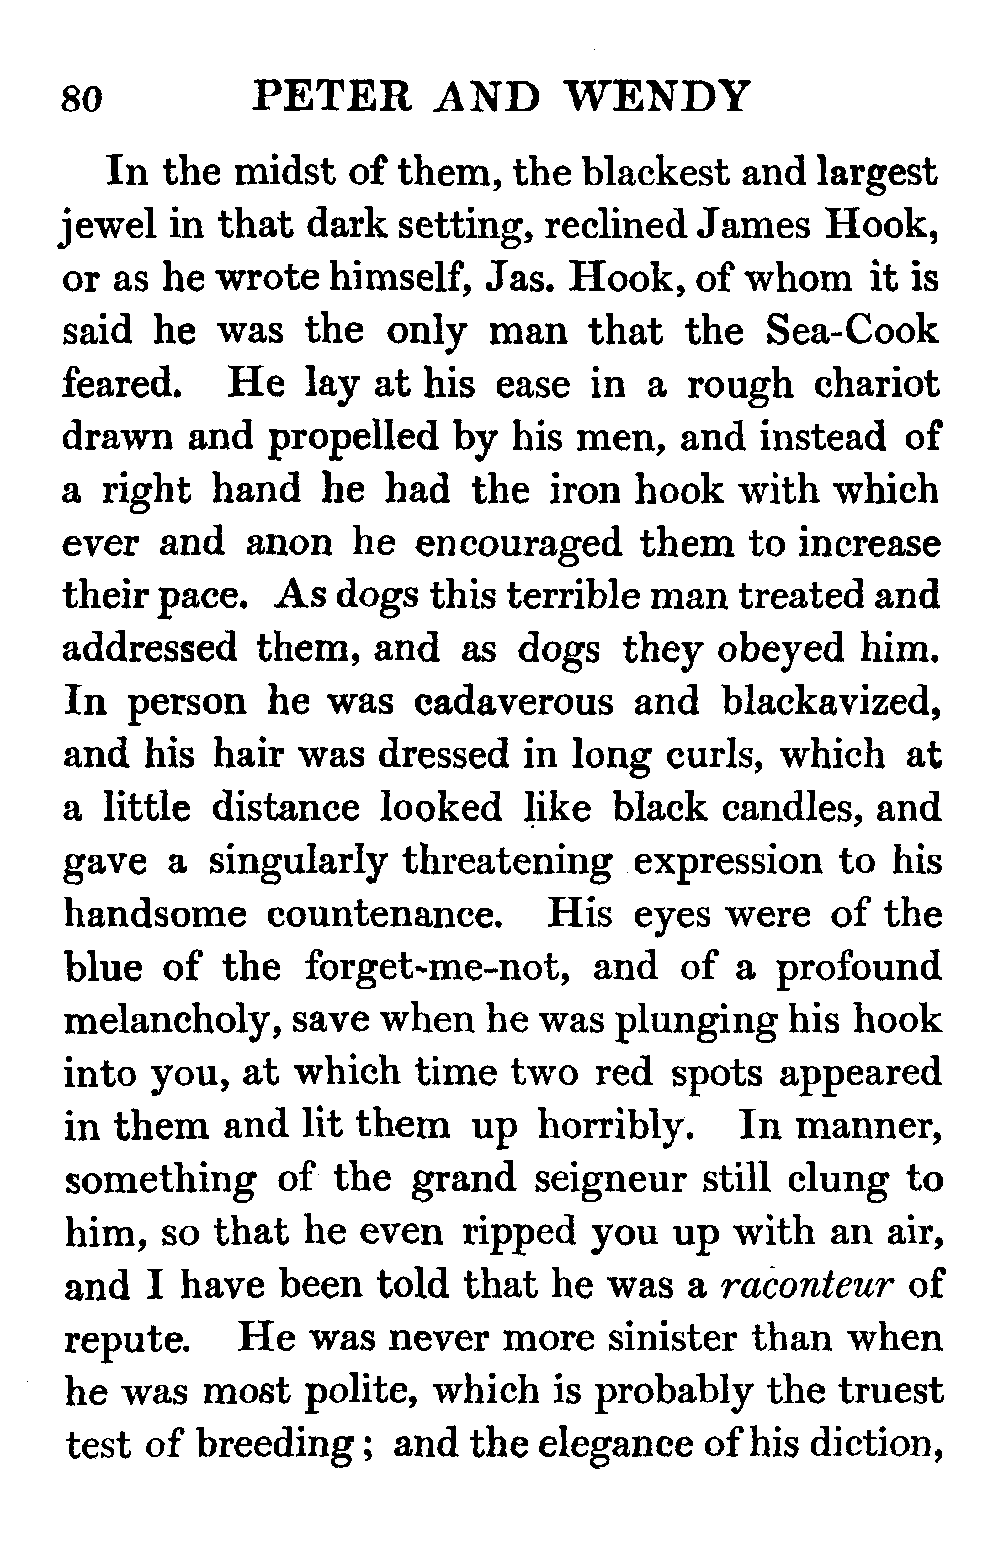 80 PETER AND WENDY
In the midst of them, the blackest and largest
jewel in that dark setting, reclined James Hook,
or as he wrote himself, Jas. Hook, of whom it is
said he was the only man that the Sea-Cook
feared. He lay at his ease in a rough chariot
drawn and propelled by his men, and instead of
a right hand he had the iron hook with which
ever and anon he encouraged them to increase
their pace. As dogs this terrible man treated and
addressed them, and as dogs they obeyed him.
In person he was cadaverous and blackavized,
and his hair was dressed in long curls, which at
a little distance looked like black candles, and
gave a singularly threatening expression to his
handsome countenance. His eyes were of the
blue of the forget-me-not, and of a profound
melancholy, save when he was plunging his hook
into you, at which time two red spots appeared
in them and lit them up horribly. In manner,
something of the grand seigneur still clung to
him, so that he even ripped you up with an air,
and I have been told that he was a raconteur of
repute. He was never more sinister than when
he was most polite, which is probably the truest
test of breeding; and the elegance of his diction,